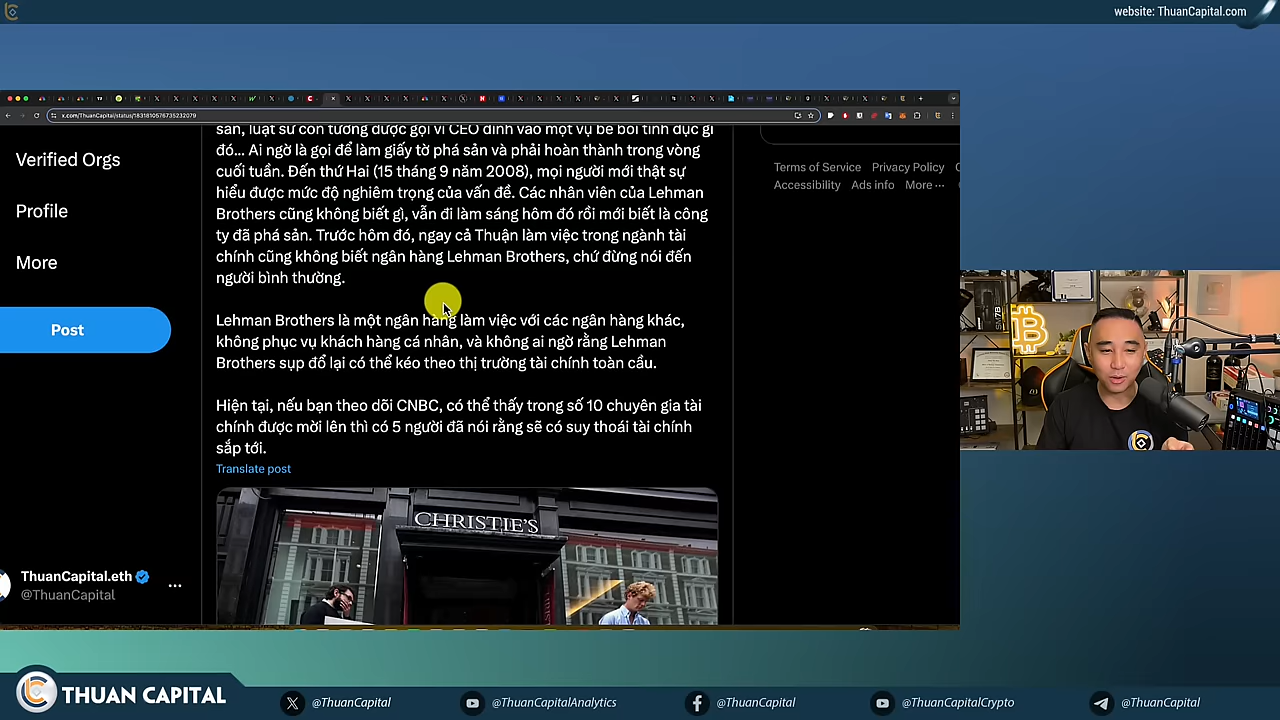 website: ThuanCapital.com
x.com/ThuanCapital/status/1831810576735232079
sản, luật sư còn tưởng được gọi vì CEO dính vào một vụ bê bối tình dục gì
đó... Ai ngờ là gọi để làm giấy tờ phá sản và phải hoàn thành trong vòng
cuối tuần. Đến thứ Hai (15 tháng 9 năm 2008), mọi người mới thật sự
hiểu được mức độ nghiêm trọng của vấn đề. Các nhân viên của Lehman
Brothers cũng không biết gì, vẫn đi làm sáng hôm đó rồi mới biết là công
ty đã phá sản. Trước hôm đó, ngay cả Thuận làm việc trong ngành tài
chính cũng không biết ngân hàng Lehman Brothers, chứ đừng nói đến
người bình thường.
Lehman Brothers là một ngân hàng làm việc với các ngân hàng khác,
không phục vụ khách hàng cá nhân, và không ai ngờ rằng Lehman
Brothers sụp đổ lại có thể kéo theo thị trường tài chính toàn cầu.
Hiện tại, nếu bạn theo dõi CNBC, có thể thấy trong số 10 chuyên gia tài
chính được mời lên thì có 5 người đã nói rằng sẽ có suy thoái tài chính
sắp tới.
Translate post
CHRISTIE'S
Verified Orgs
Profile
More
Post
ThuanCapital.eth
@ThuanCapital
Terms of Service Privacy Policy
Accessibility Ads info More
THUAN CAPITAL
@ThuanCapital
@ThuanCapitalAnalytics
@ThuanCapital
@ThuanCapitalCrypto
@ThuanCapital